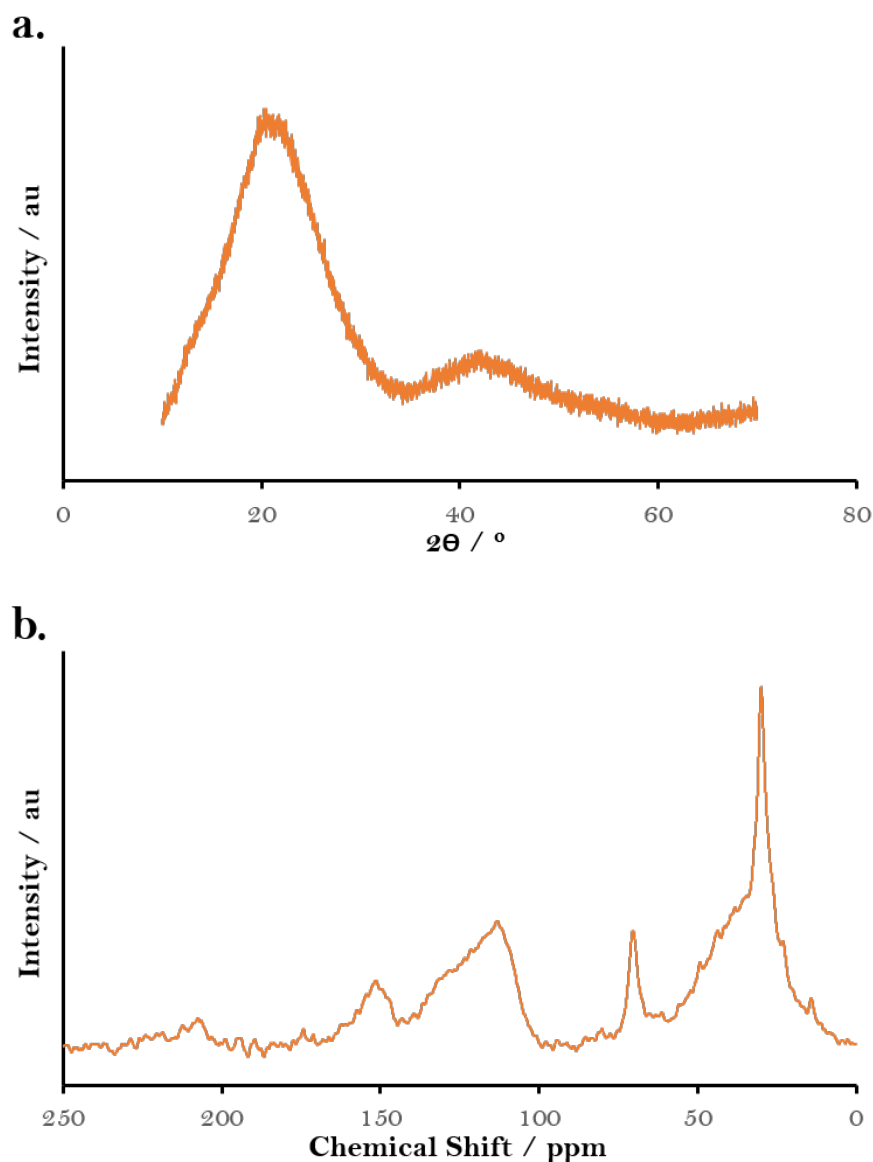 a.
Intensity / au
0 20 40 60 80
2ϴ / º
b.
Intensity / au
250 200 150 100 50 0
Chemical Shift / ppm